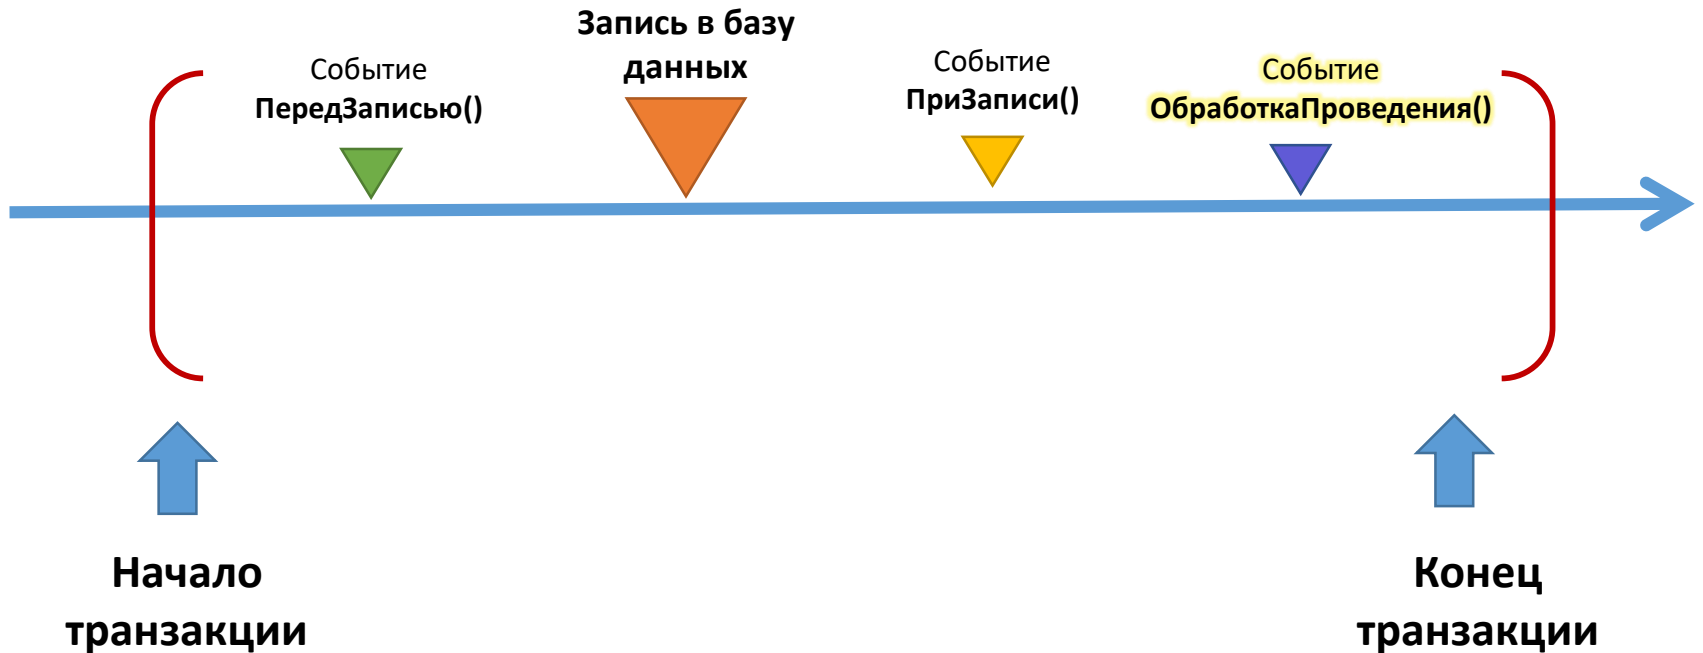 Событие
ПередЗаписью()
Запись в базу
данных
Событие
ПриЗаписи()
Событие
ОбработкаПроведения()
Начало
транзакции
Конец
транзакции